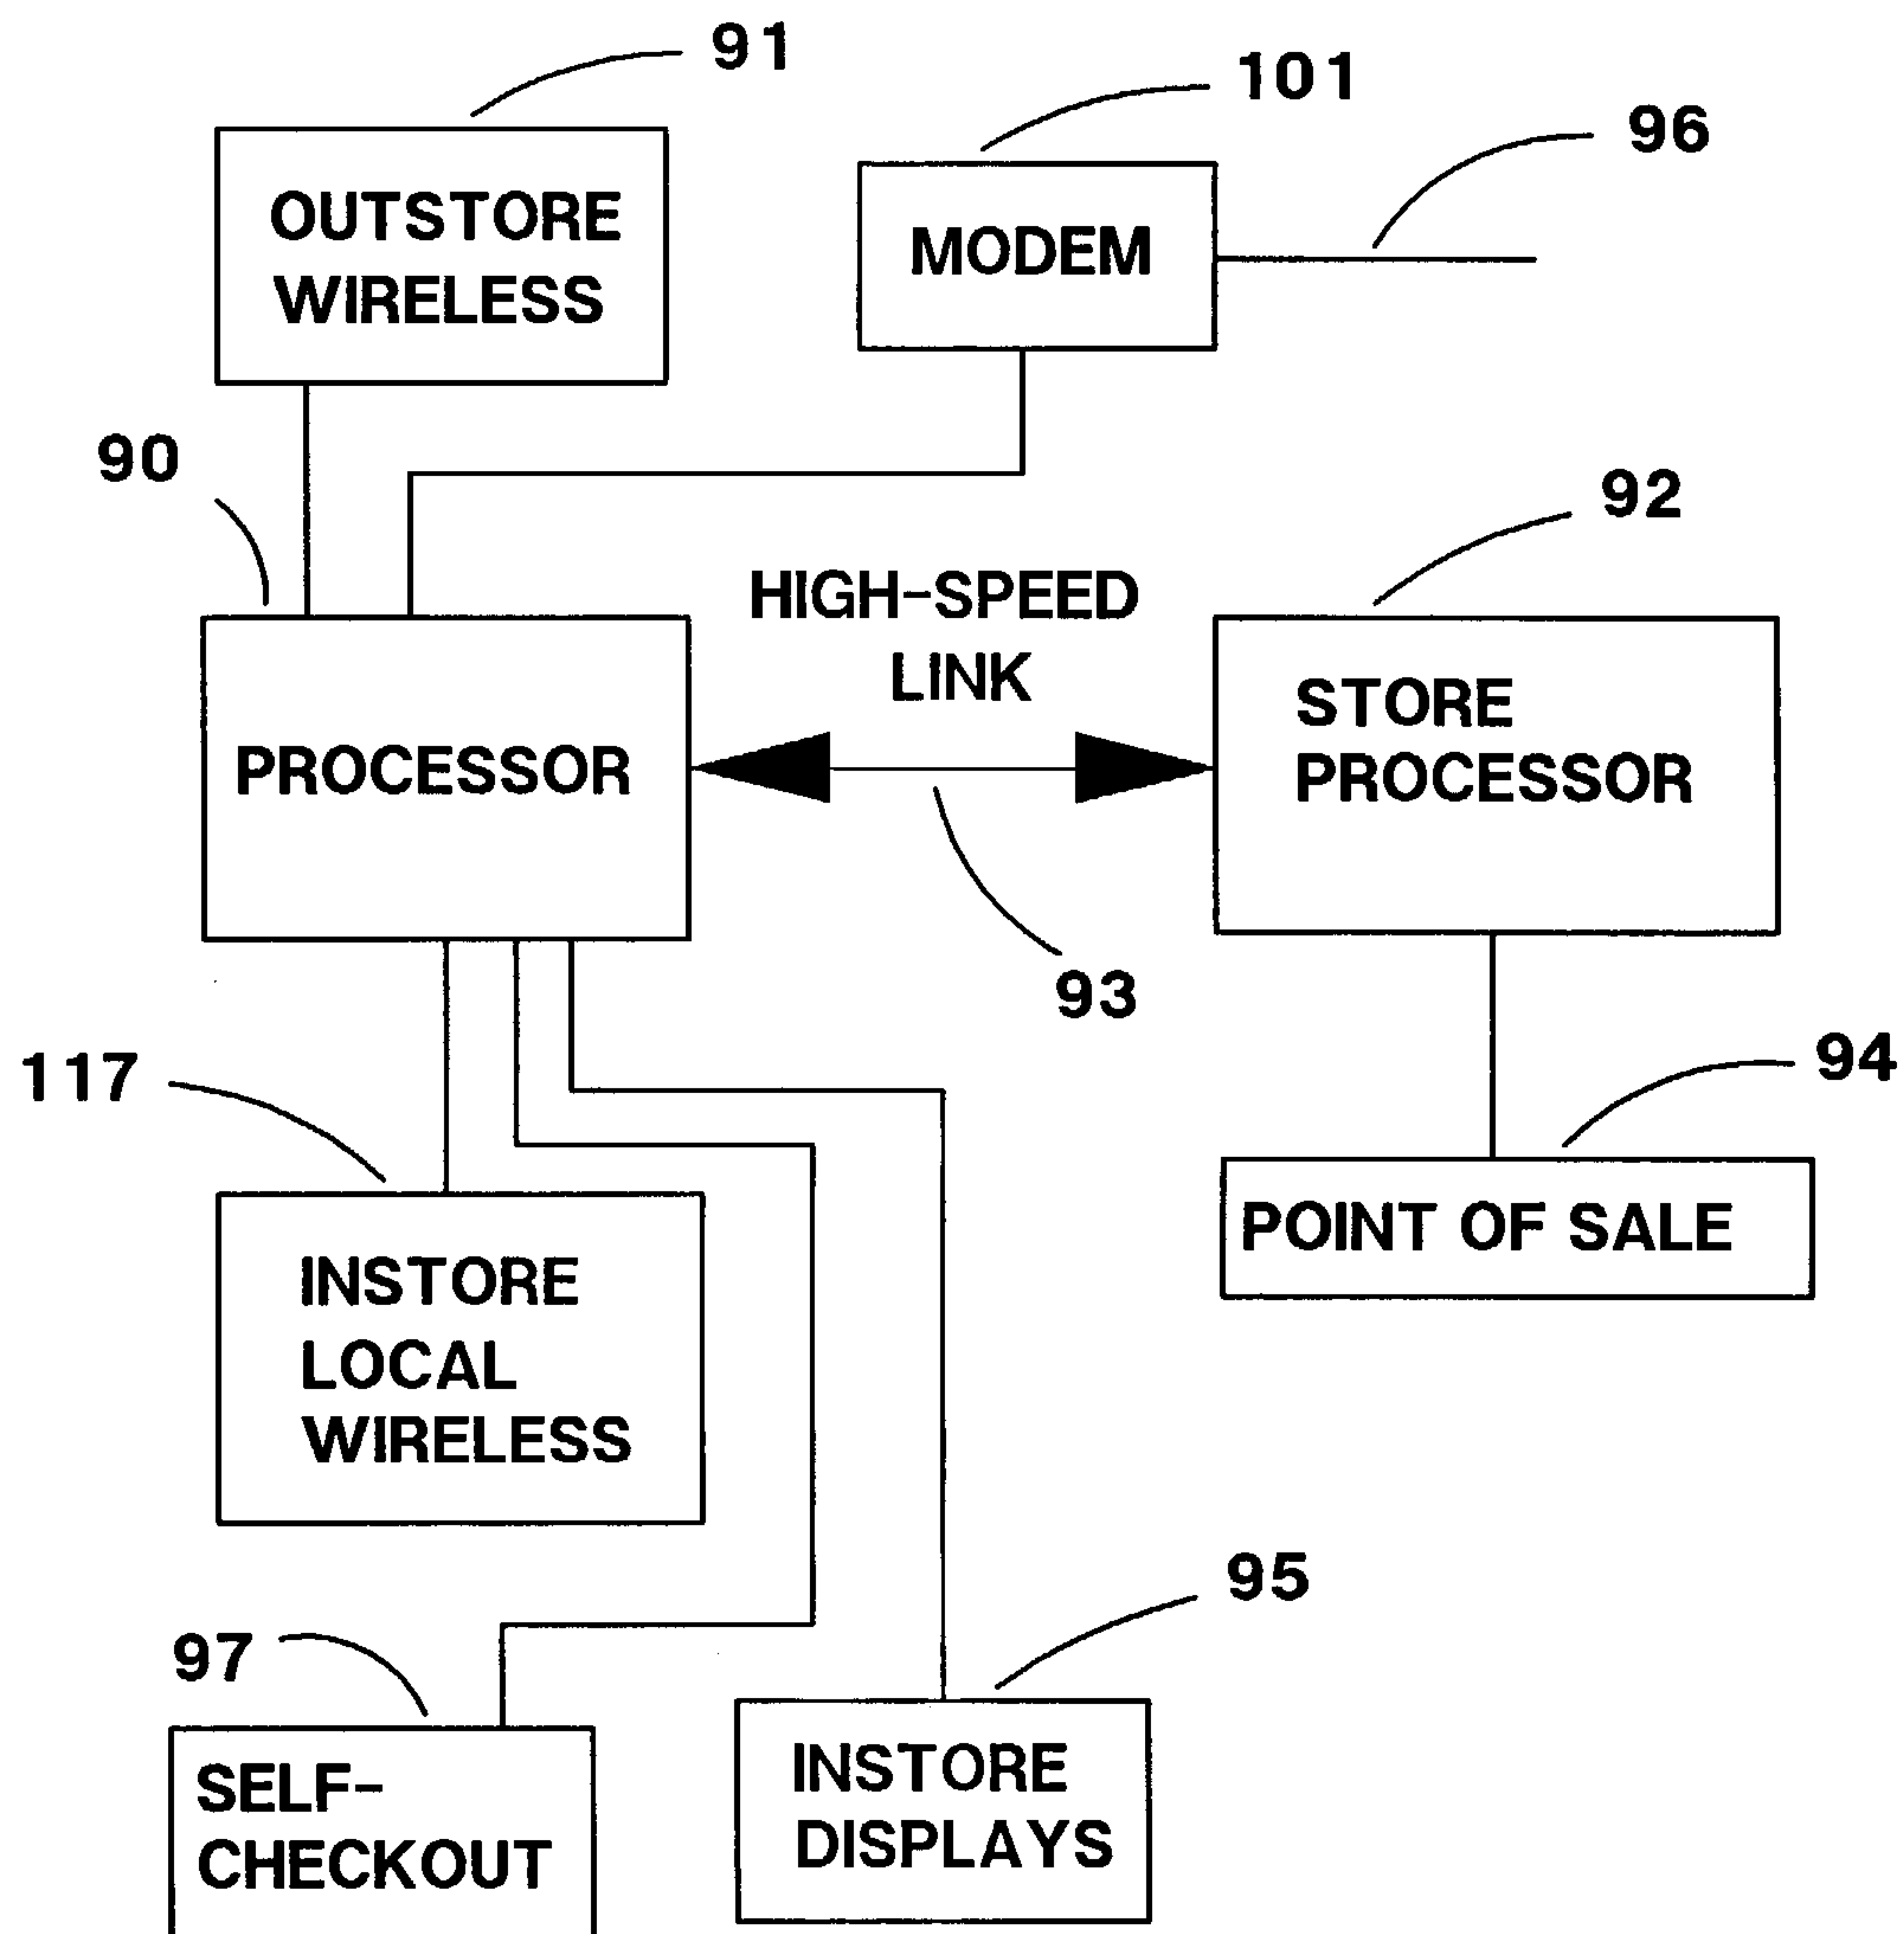 91
101
96
OUTSTORE
WIRELESS
MODEM
90
92
HIGH-SPEED
LINK
PROCESSOR
STORE
PROCESSOR
93
117
94
POINT OF SALE
INSTORE
LOCAL
WIRELESS
95
97
SELF-
CHECKOUT
INSTORE
DISPLAYS